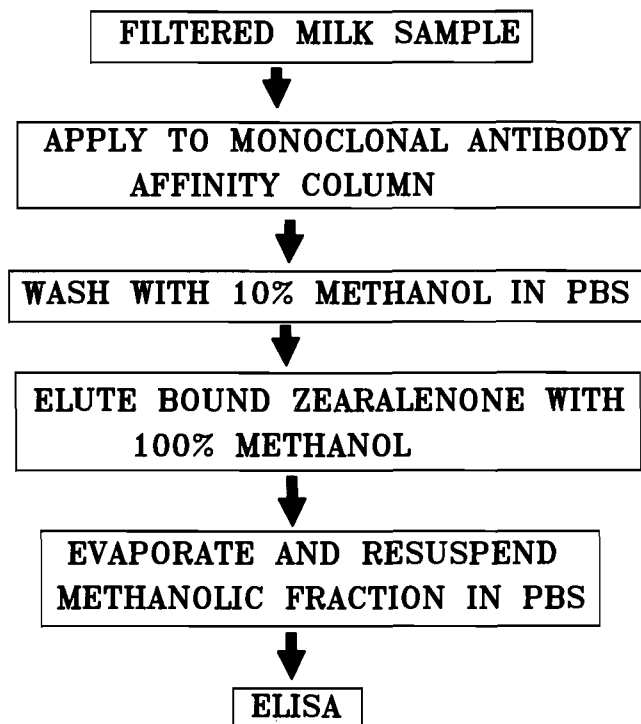 FILTERED MILK SAMPLE
APPLY TO MONOCLONAL ANTIBODY
AFFINITY COLUMN
WASH WITH 10% METHANOL IN PBS
ELUTE BOUND ZEARALENONE WITH
100% METHANOL
EVAPORATE AND RESUSPEND
METHANOLIC FRACTION IN PBS
ELISA